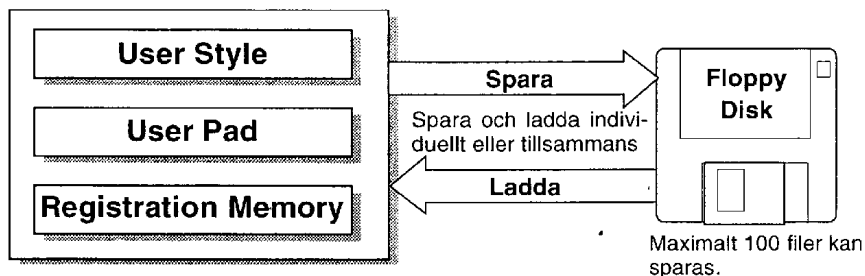 User Style
User Pad
Registration Memory
Spara
Spara och ladda indivi-
duellt eller tillsammans
Ladda
Floppy
Disk
Maximalt 100 filer kan
sparas.